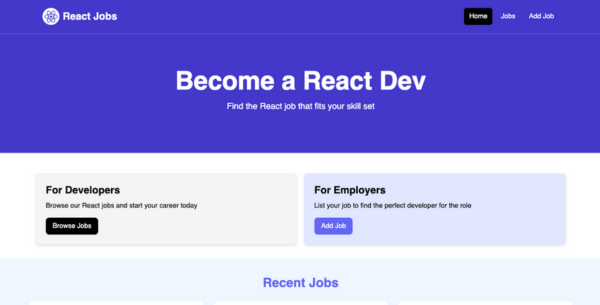 React Jobs
Home Jobs Add Job
Become a React Dev
Find the React job that fits your skill set
For Developers
Browse our React jobs and start your career today
Browse Jobs
For Employers
List your job to find the perfect developer for the role
Add Job
Recent Jobs